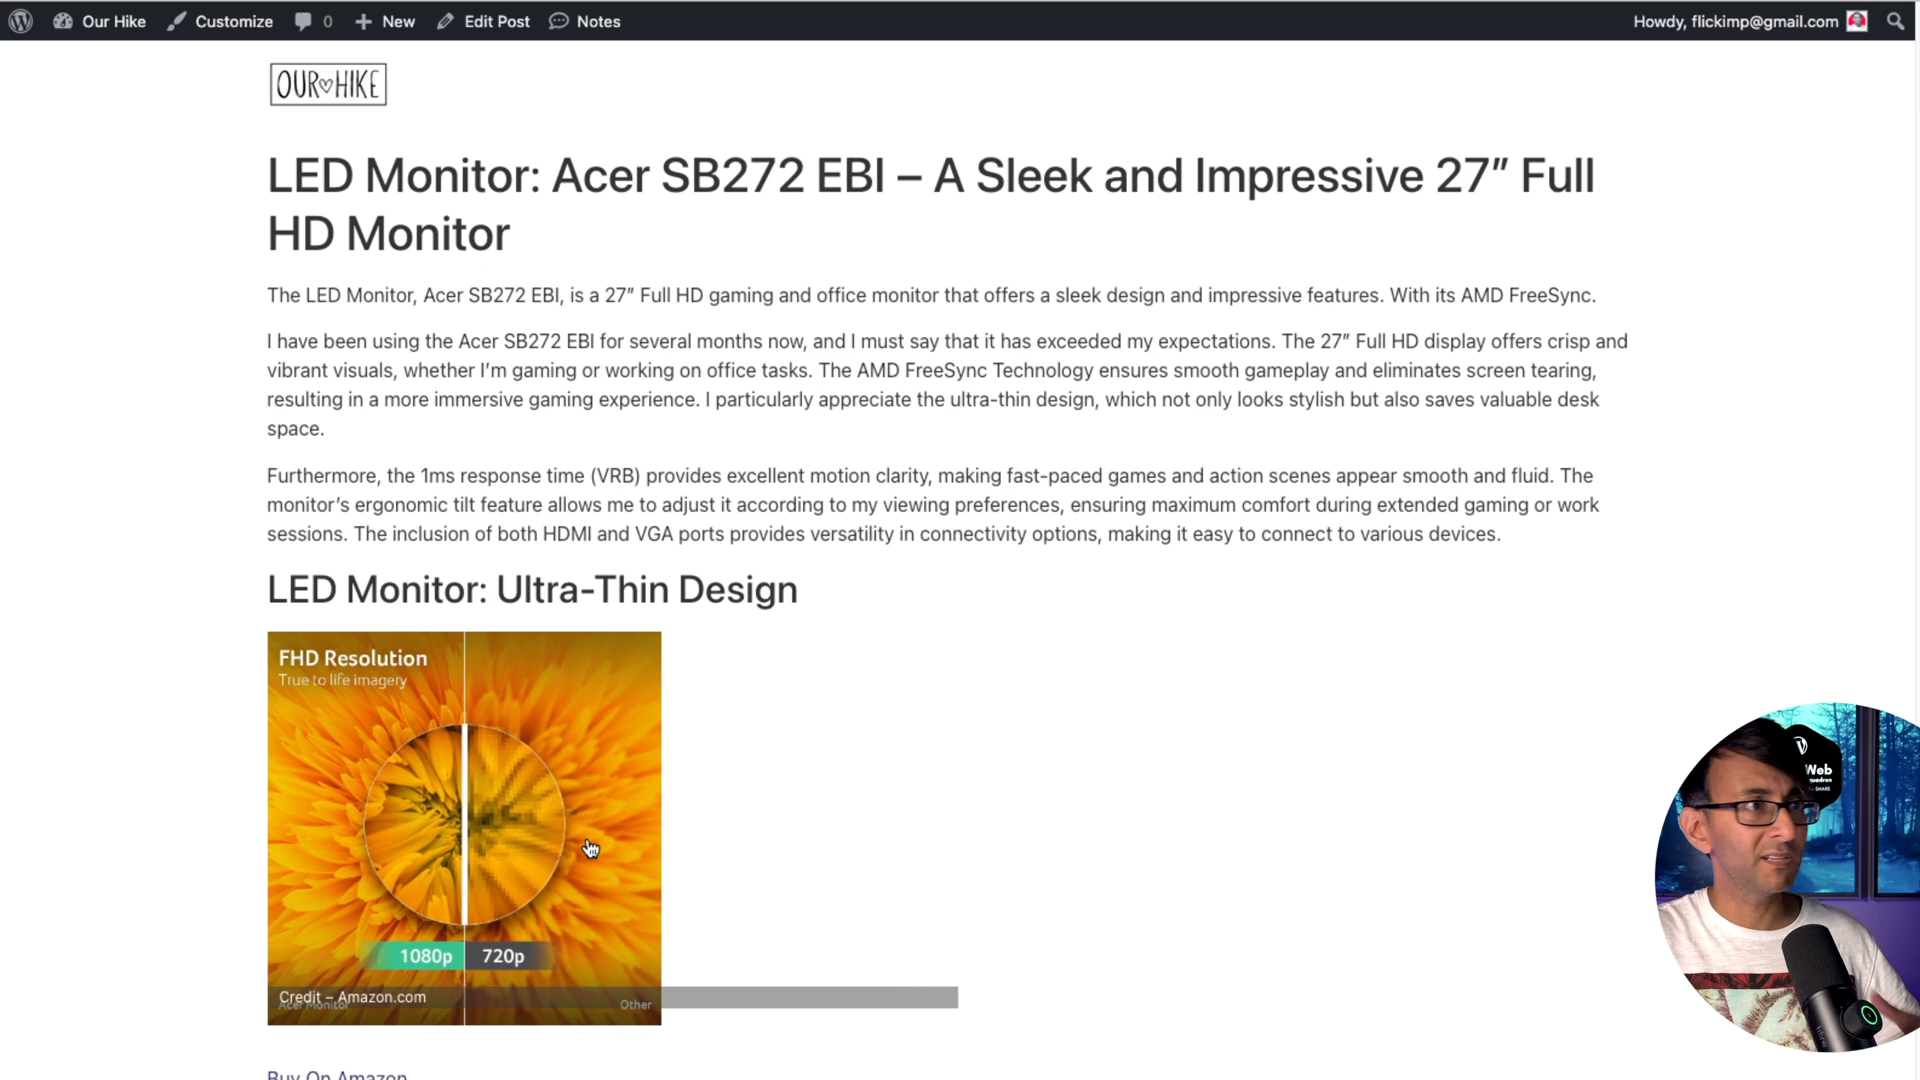 Our Hike Customize 0 New Edit Post Notes Howdy, flickimp@gmail.com
OUR HIKE
LED Monitor: Acer SB272 EBI – A Sleek and Impressive 27″ Full
HD Monitor
The LED Monitor, Acer SB272 EBI, is a 27″ Full HD gaming and office monitor that offers a sleek design and impressive features. With its AMD FreeSync.
I have been using the Acer SB272 EBI for several months now, and I must say that it has exceeded my expectations. The 27″ Full HD display offers crisp and
vibrant visuals, whether I’m gaming or working on office tasks. The AMD FreeSync Technology ensures smooth gameplay and eliminates screen tearing,
resulting in a more immersive gaming experience. I particularly appreciate the ultra-thin design, which not only looks stylish but also saves valuable desk
space.
Furthermore, the 1ms response time (VRB) provides excellent motion clarity, making fast-paced games and action scenes appear smooth and fluid. The
monitor’s ergonomic tilt feature allows me to adjust it according to my viewing preferences, ensuring maximum comfort during extended gaming or work
sessions. The inclusion of both HDMI and VGA ports provides versatility in connectivity options, making it easy to connect to various devices.
LED Monitor: Ultra-Thin Design
FHD Resolution
True to life imagery
1080p 720p
Credit – Amazon.com
Acer Monitor Other
Buy On Amazon
Web
SHARE